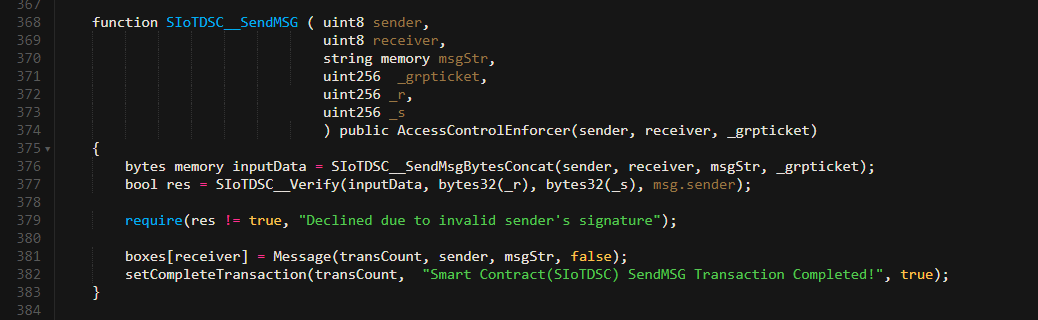 367
368 function SIoTDSC__SendMSG ( uint8 sender,
369 uint8 receiver,
370 string memory msgStr,
371 uint256  _grpticket,
372 uint256 _r,
373 uint256 _s
374 ) public AccessControlEnforcer(sender, receiver, _grpticket)
375 {
376 bytes memory inputData = SIoTDSC__SendMsgBytesConcat(sender, receiver, msgStr, _grpticket);
377 bool res = SIoTDSC__Verify(inputData, bytes32(_r), bytes32(_s), msg.sender);
378
379 require(res != true, "Declined due to invalid sender's signature");
380
381 boxes[receiver] = Message(transCount, sender, msgStr, false);
382 setCompleteTransaction(transCount,  "Smart Contract(SIoTDSC) SendMSG Transaction Completed!", true);
383 }
384